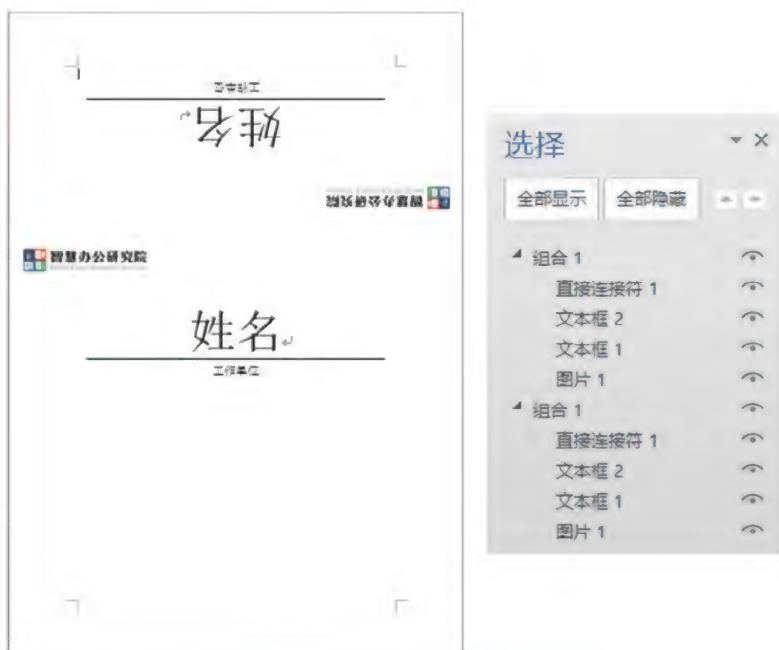 工作单位
姓名
智慧办公研究院
智慧办公研究院
姓名
工作单位
选择
全部显示
全部隐藏
组合 1
直接连接符 1
文本框 2
文本框 1
图片 1
组合 1
直接连接符 1
文本框 2
文本框 1
图片 1